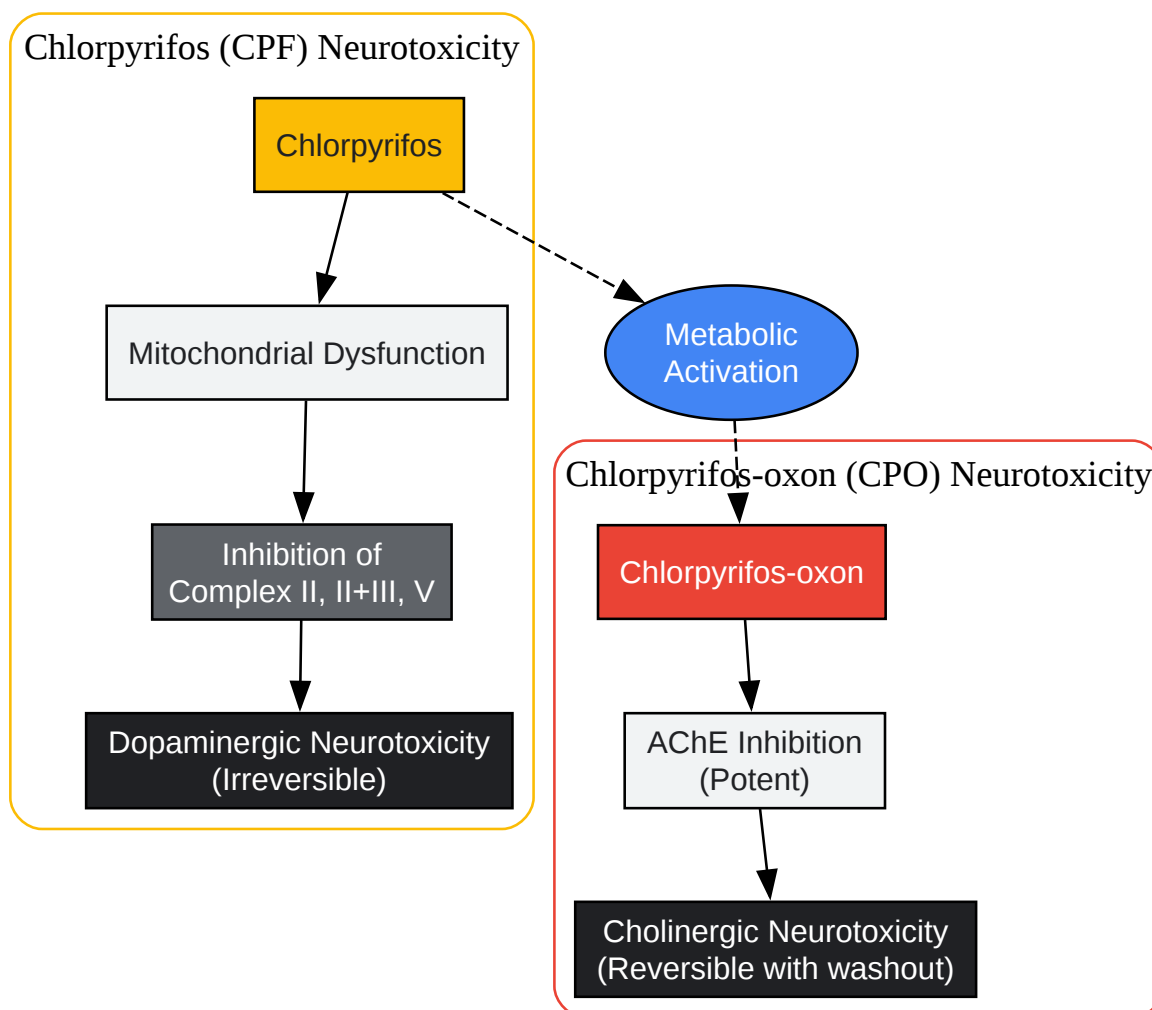 Chlorpyrifos (CPF) Neurotoxicity
Chlorpyrifos
Mitochondrial Dysfunction
Inhibition of
Complex II, II+III, V
Dopaminergic Neurotoxicity
(Irreversible)
Metabolic
Activation
Chlorpyrifos-oxon (CPO) Neurotoxicity
Chlorpyrifos-oxon
AChE Inhibition
(Potent)
Cholinergic Neurotoxicity
(Reversible with washout)